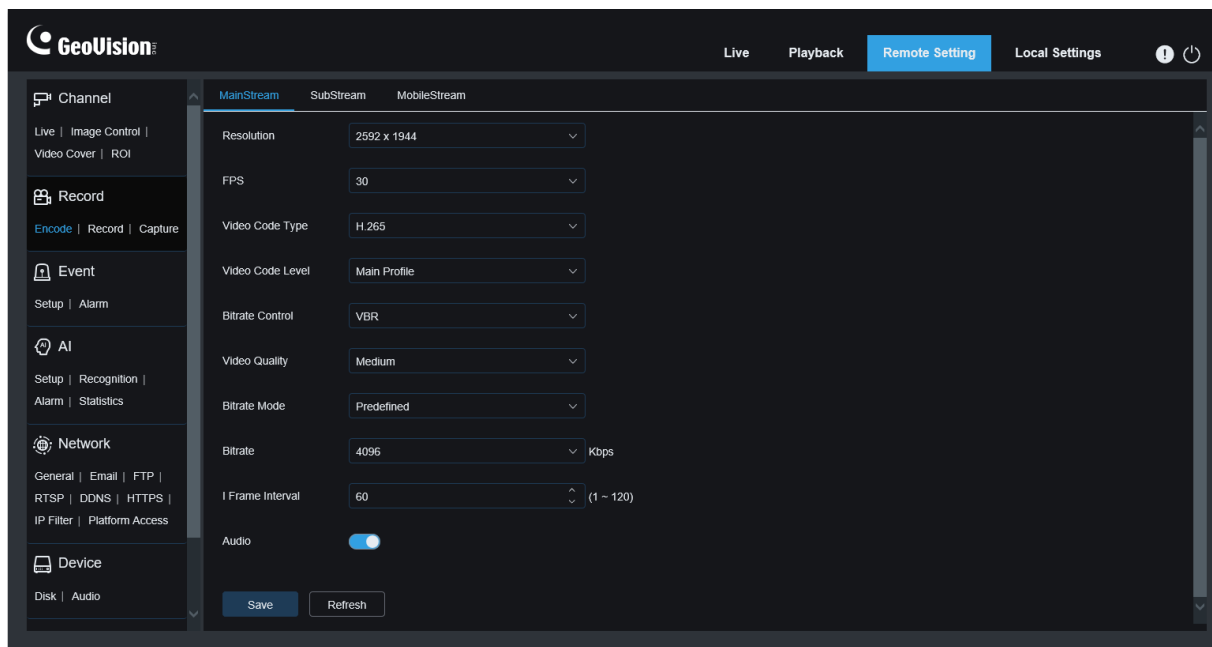 GeoVision Inc
Live Playback Remote Setting Local Settings
Channel
Live | Image Control |
Video Cover | ROI
Record
Encode | Record | Capture
Event
Setup | Alarm
AI
Setup | Recognition |
Alarm | Statistics
Network
General | Email | FTP |
RTSP | DDNS | HTTPS |
IP Filter | Platform Access
Device
Disk | Audio
MainStream SubStream MobileStream
Resolution 2592 x 1944
FPS 30
Video Code Type H.265
Video Code Level Main Profile
Bitrate Control VBR
Video Quality Medium
Bitrate Mode Predefined
Bitrate 4096 Kbps
I Frame Interval 60 (1 ~ 120)
Audio
Save Refresh